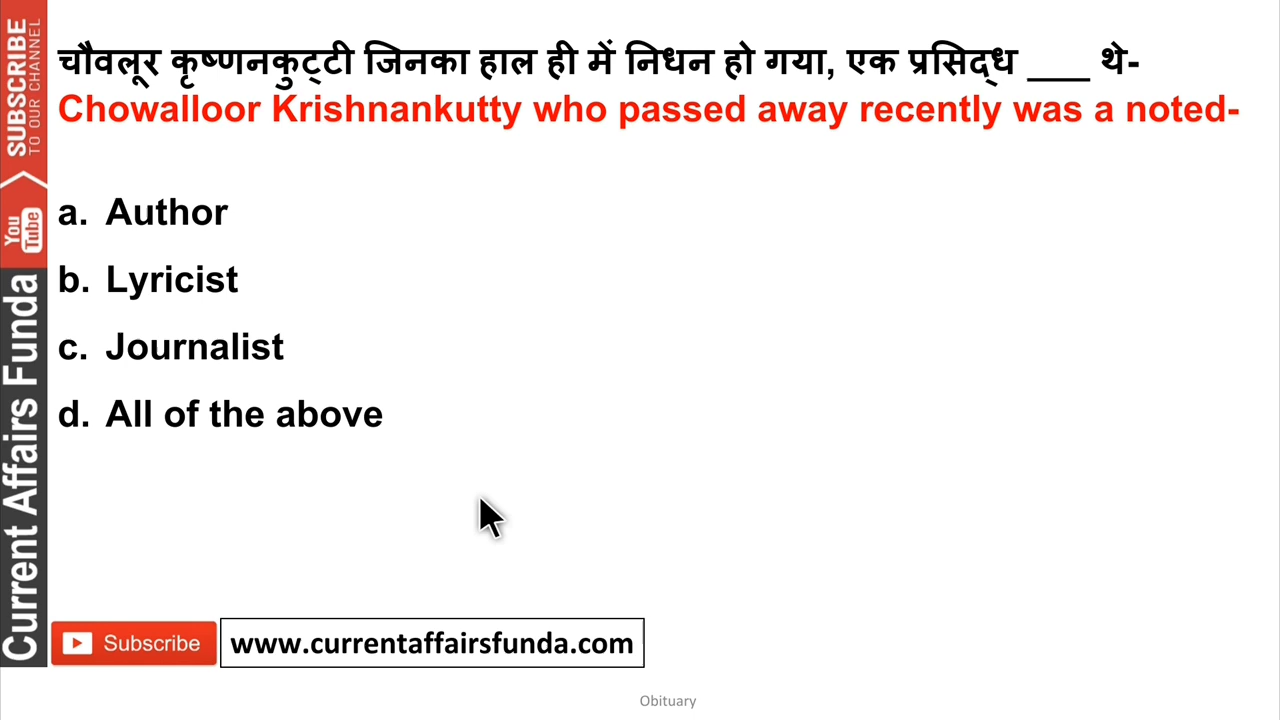 चौवलूर कृष्णनकुट्टी जिनका हाल ही में निधन हो गया, एक प्रसिद्ध ___ थे-
Chowalloor Krishnankutty who passed away recently was a noted-
a. Author
b. Lyricist
c. Journalist
d. All of the above
SUBSCRIBE
TO OUR CHANNEL
You
Tube
Current Affairs Funda
Subscribe
www.currentaffairsfunda.com
Obituary